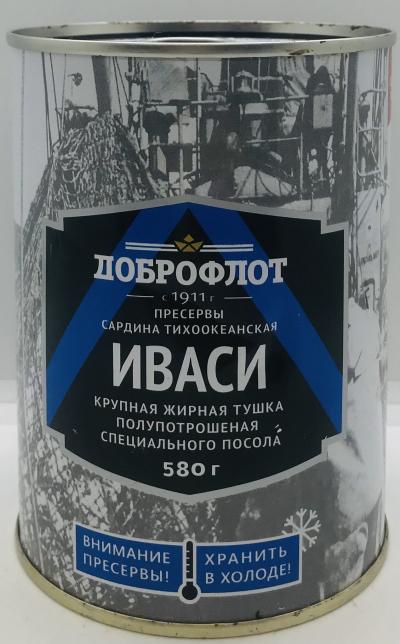 ДОБРОФЛОТ
с 1911 г
ПРЕСЕРВЫ
САРДИНА ТИХООКЕАНСКАЯ
ИВАСИ
КРУПНАЯ ЖИРНАЯ ТУШКА
ПОЛУПОТРОШЕНАЯ
СПЕЦИАЛЬНОГО ПОСОЛА
580 г
ВНИМАНИЕ
ПРЕСЕРВЫ!
ХРАНИТЬ
В ХОЛОДЕ!